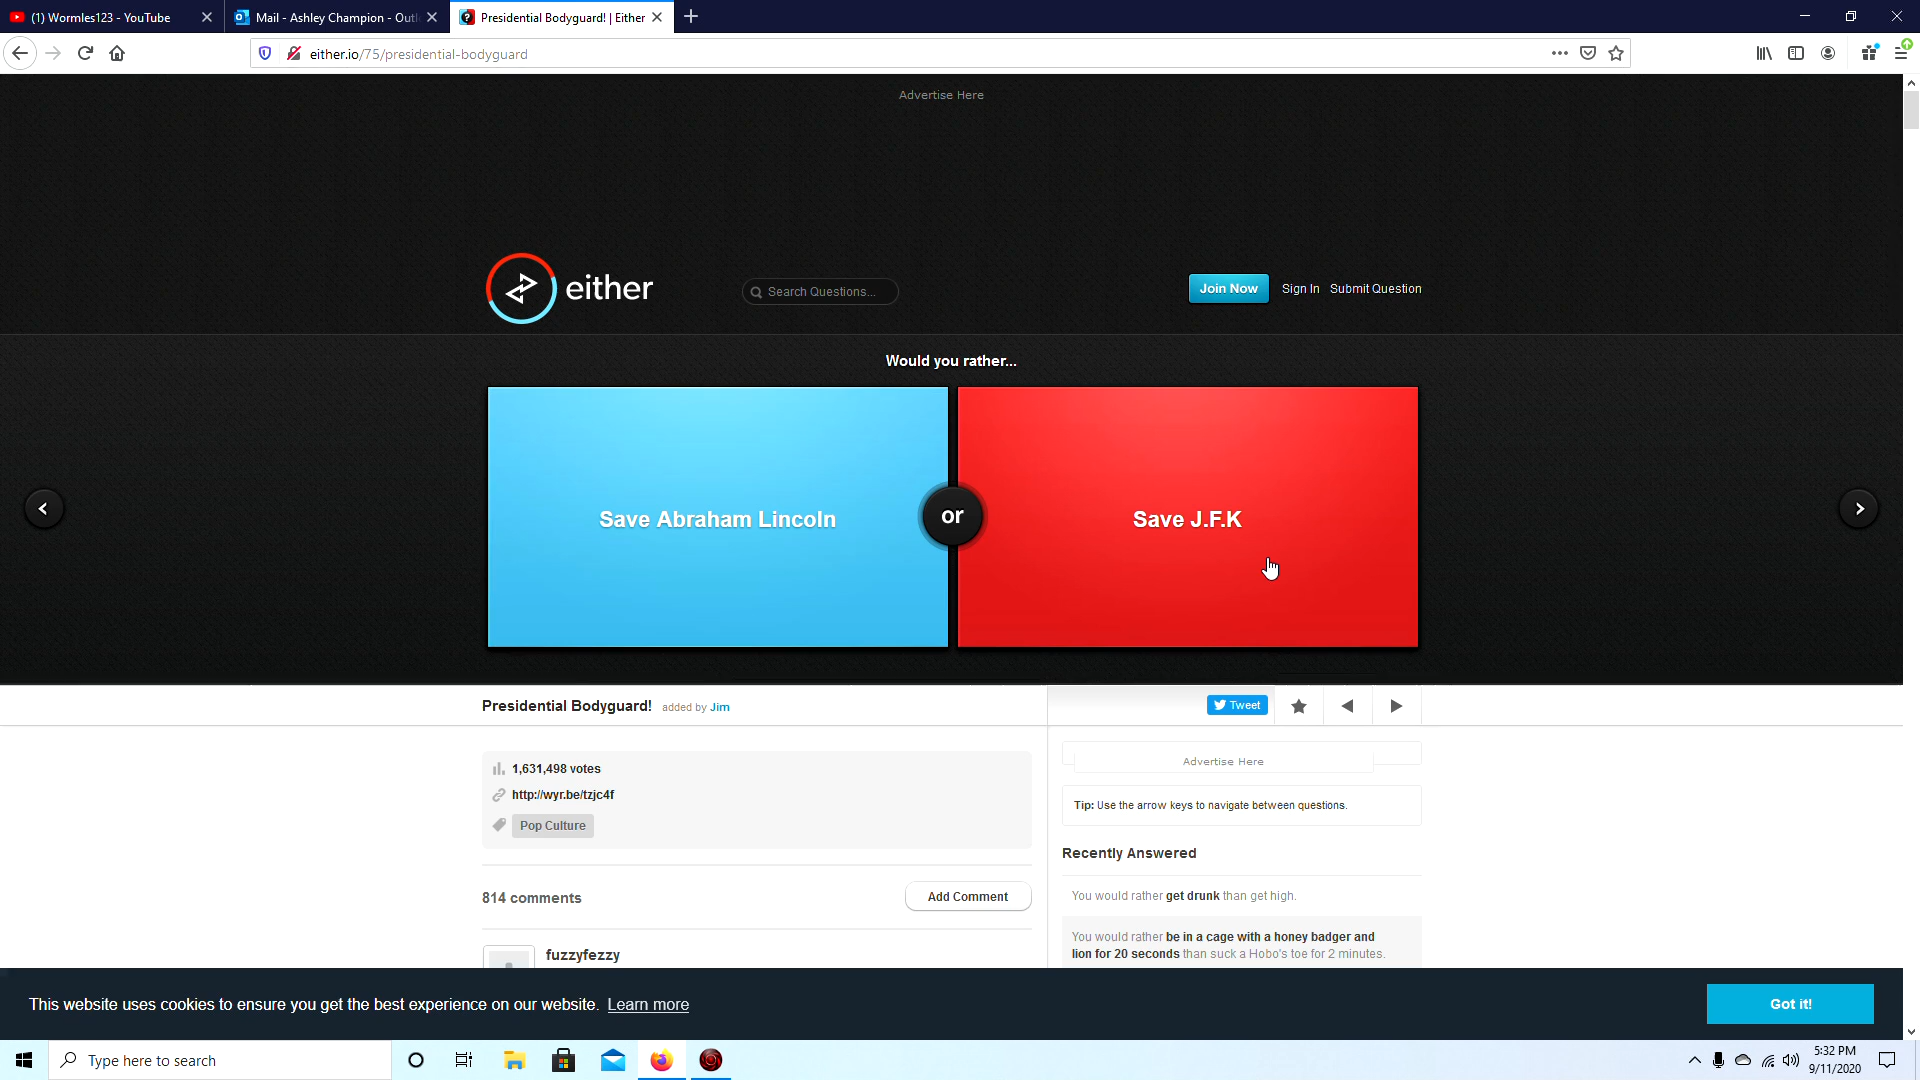 (1) Wormles123 - YouTube
Mail - Ashley Champion - Outl
Presidential Bodyguard! | Either
either.io/75/presidential-bodyguard
Advertise Here
either
Search Questions...
Join Now
Sign In
Submit Question
Would you rather...
Save Abraham Lincoln
or
Save J.F.K
Presidential Bodyguard! added by Jim
Tweet
1,631,498 votes
http://wyr.be/tzjc4f
Pop Culture
814 comments
Add Comment
fuzzyfezzy
Advertise Here
Tip: Use the arrow keys to navigate between questions.
Recently Answered
You would rather get drunk than get high.
You would rather be in a cage with a honey badger and
lion for 20 seconds than suck a Hobo's toe for 2 minutes.
This website uses cookies to ensure you get the best experience on our website. Learn more
Got it!
Type here to search
5:32 PM
9/11/2020